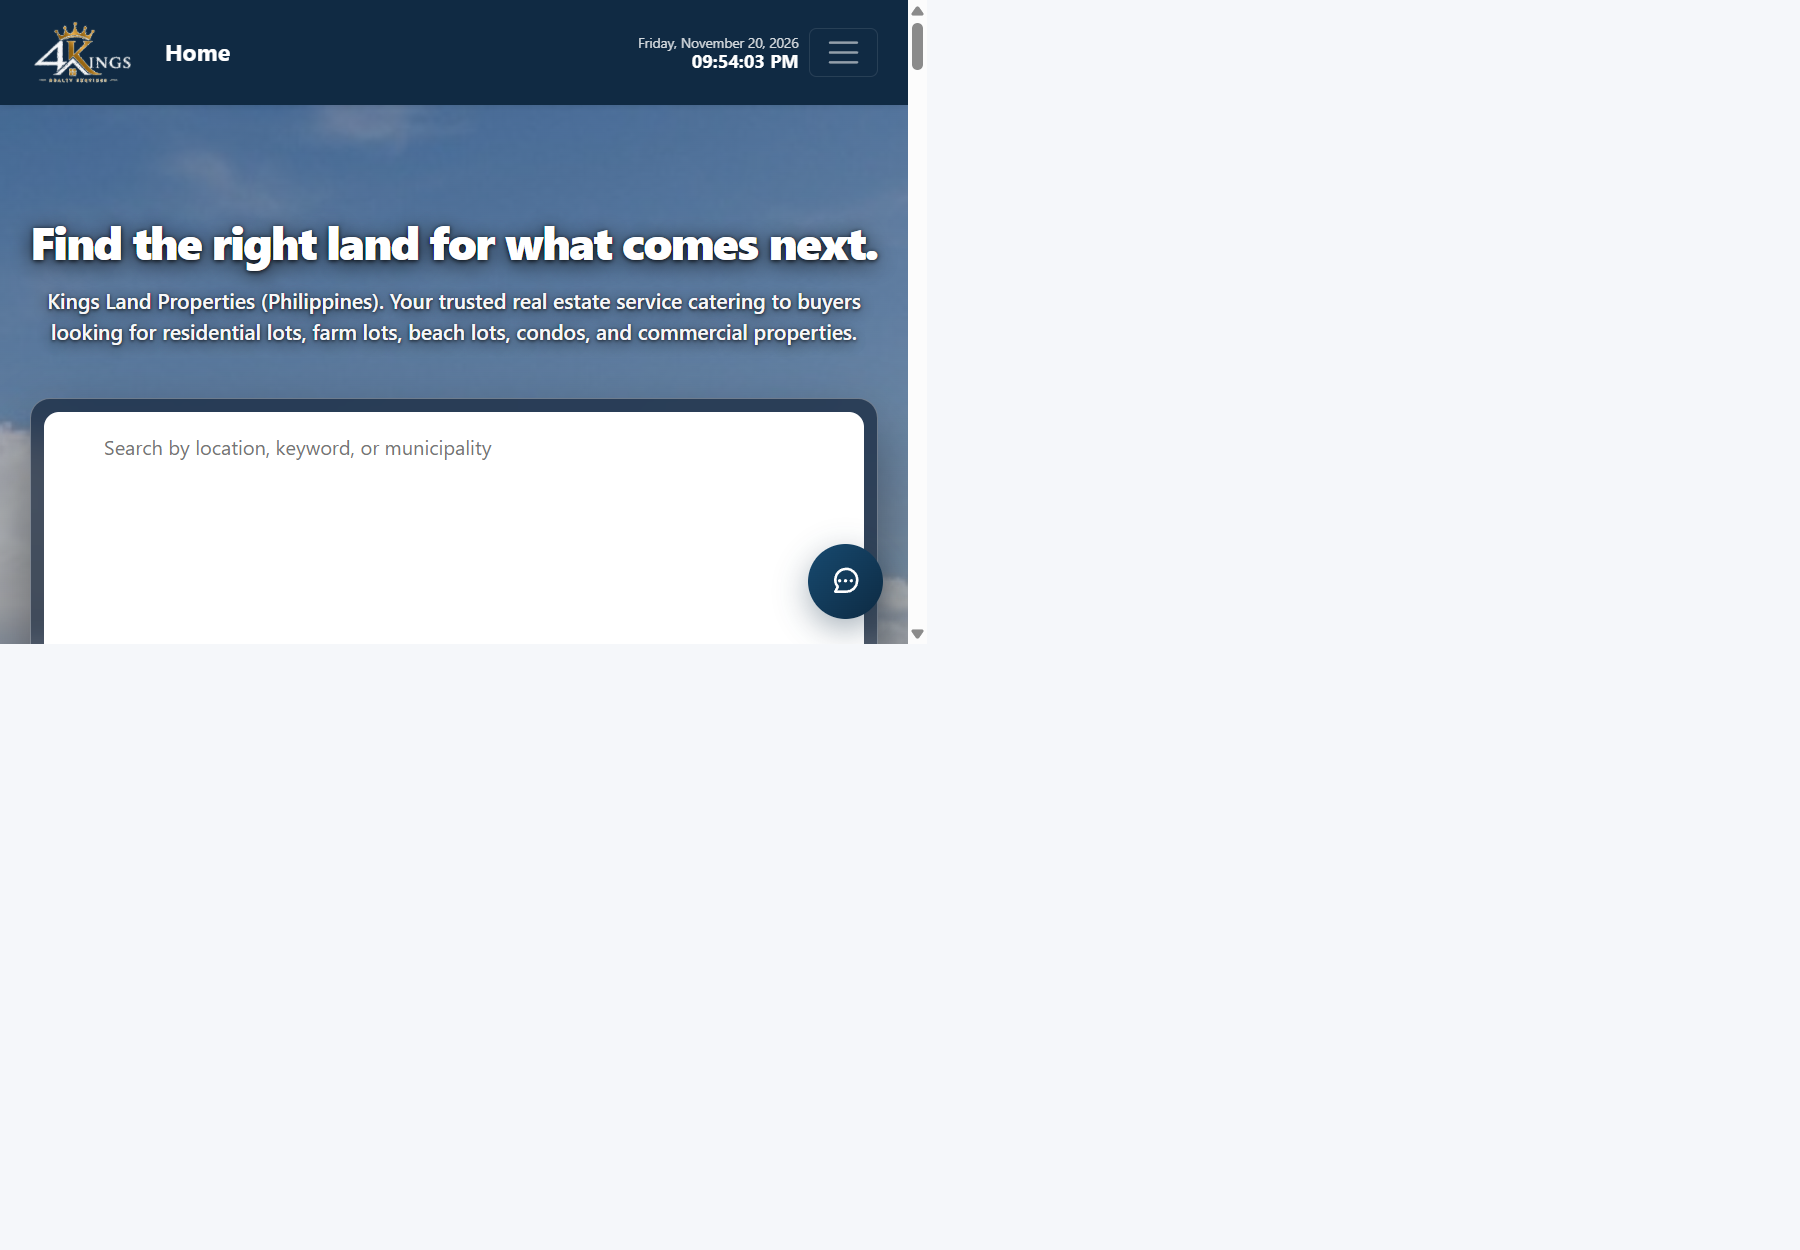 4KINGS
REALTY SERVICES
Home
Friday, November 20, 2026
09:54:03 PM
Find the right land for what comes next.
Kings Land Properties (Philippines). Your trusted real estate service catering to buyers
looking for residential lots, farm lots, beach lots, condos, and commercial properties.
Search by location, keyword, or municipality